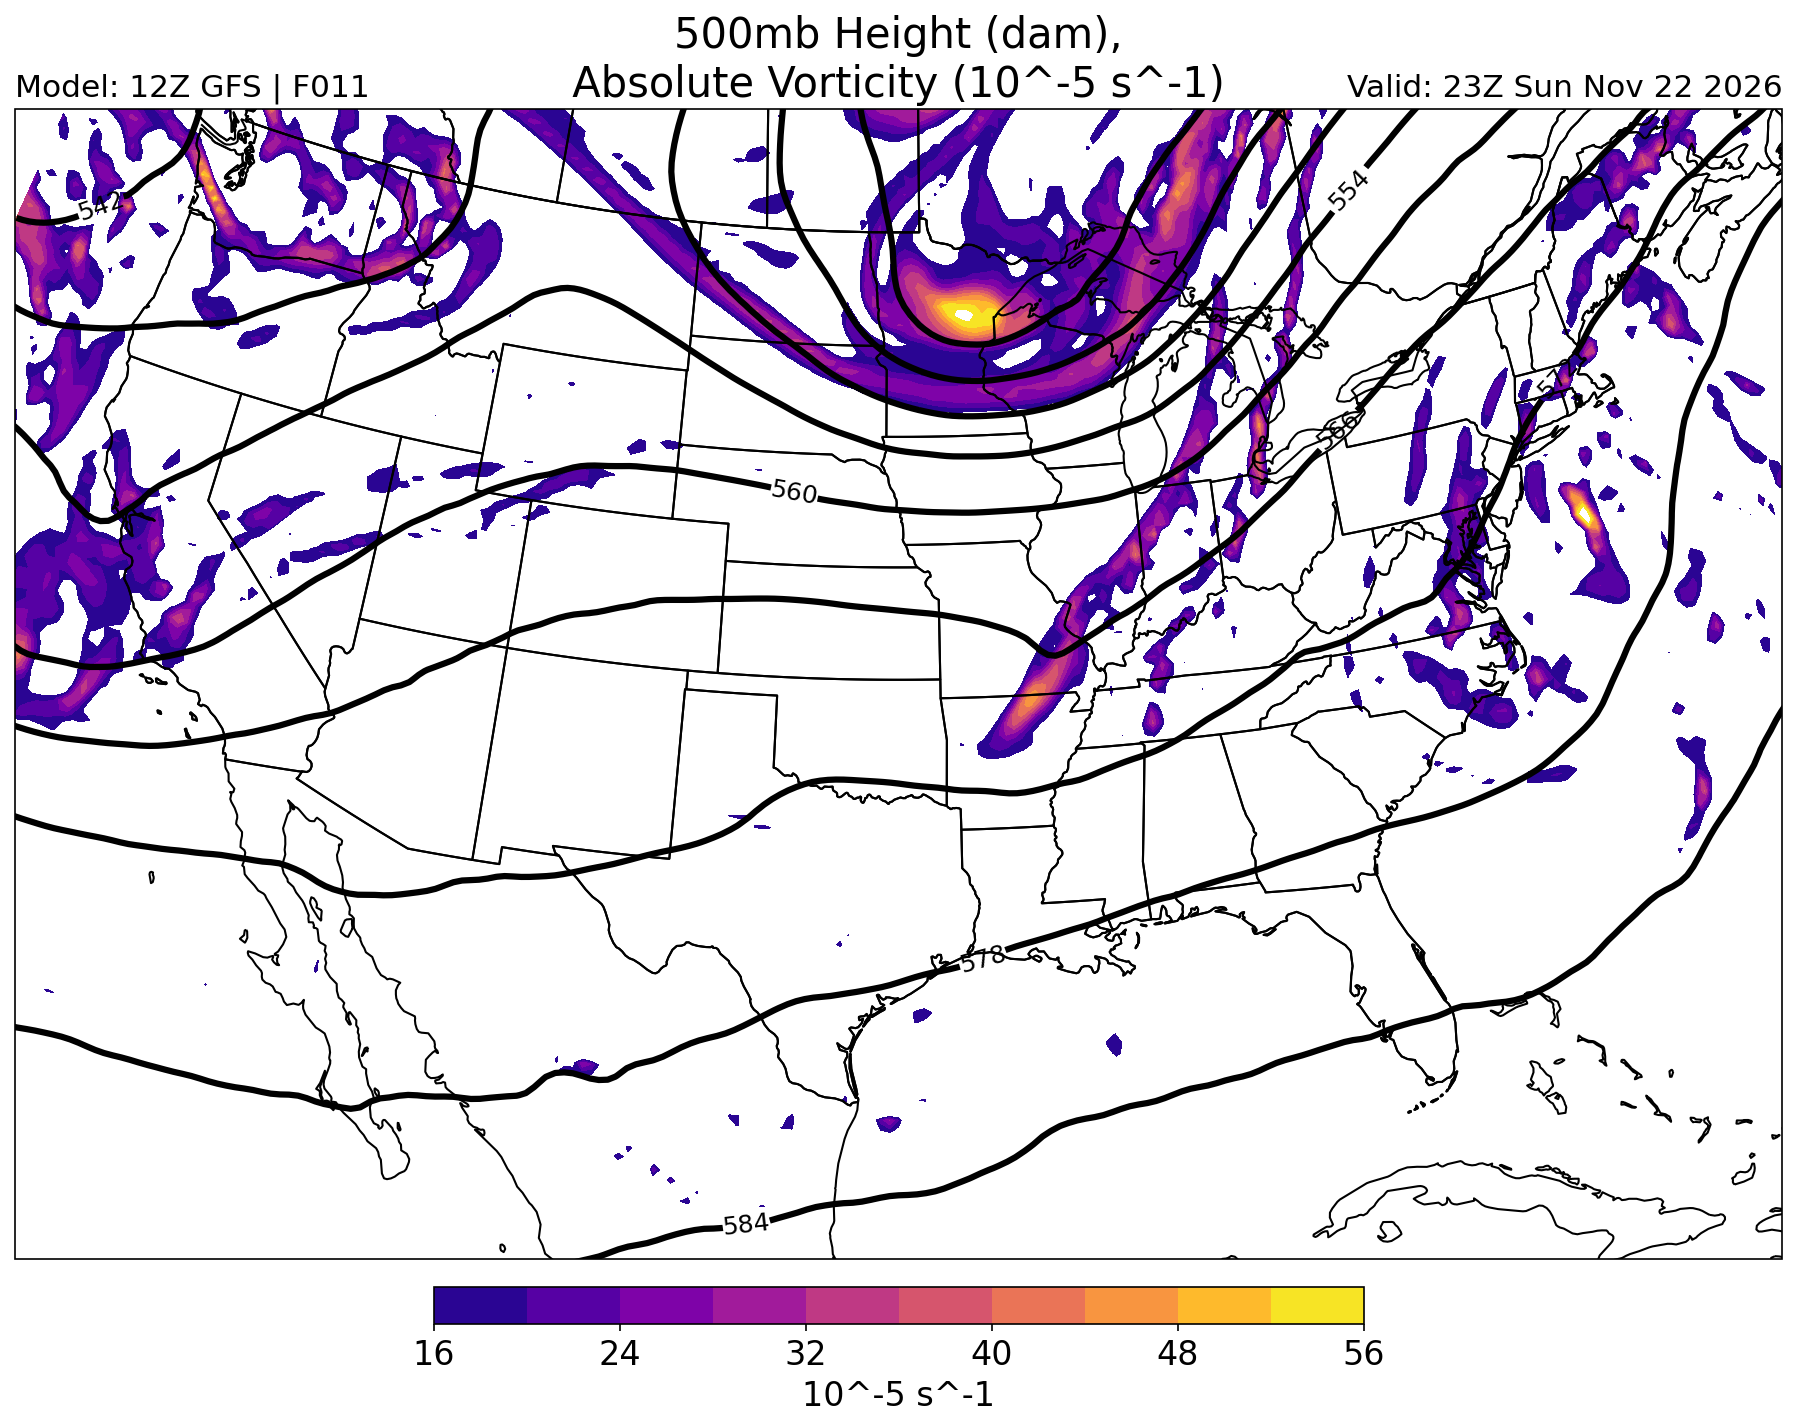 500mb Height (dam),
Model: 12Z GFS | F011
Absolute Vorticity (10^-5 s^-1)
Valid: 23Z Sun Nov 22 2026
542
554
566
560
578
584
16
24
32
40
48
56
10^-5 s^-1